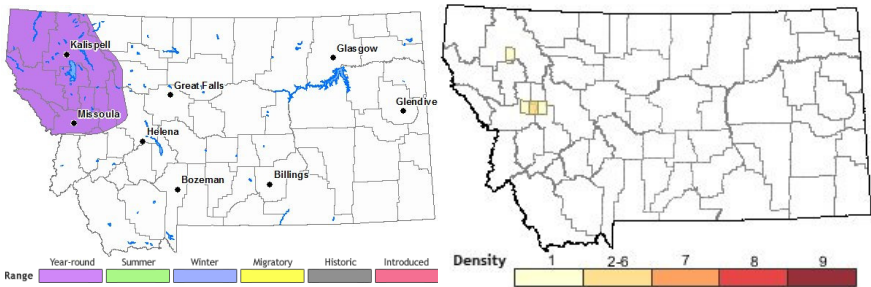 Kalispell
Glasgow
Great Falls
Glendive
Missoula
Helena
Bozeman
Billings
Range
Year-round Summer Winter Migratory Historic Introduced
Density
1 2-6 7 8 9